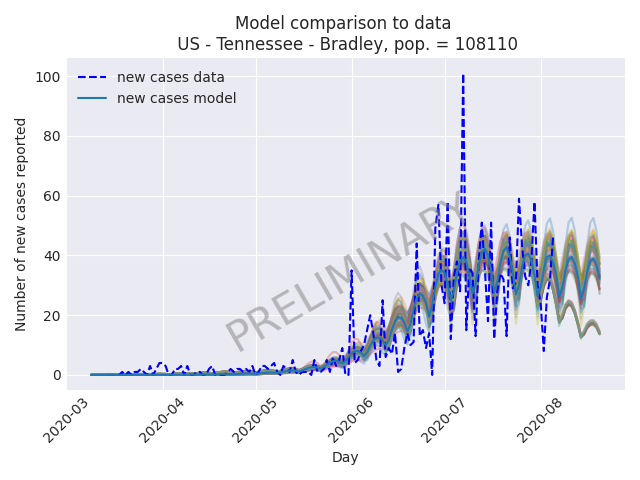 Model comparison to data
US - Tennessee - Bradley, pop. = 108110
new cases data
new cases model
Number of new cases reported
100
80
60
40
20
0
PRELIMINARY
2020-03
2020-04
2020-05
2020-06
2020-07
2020-08
Day